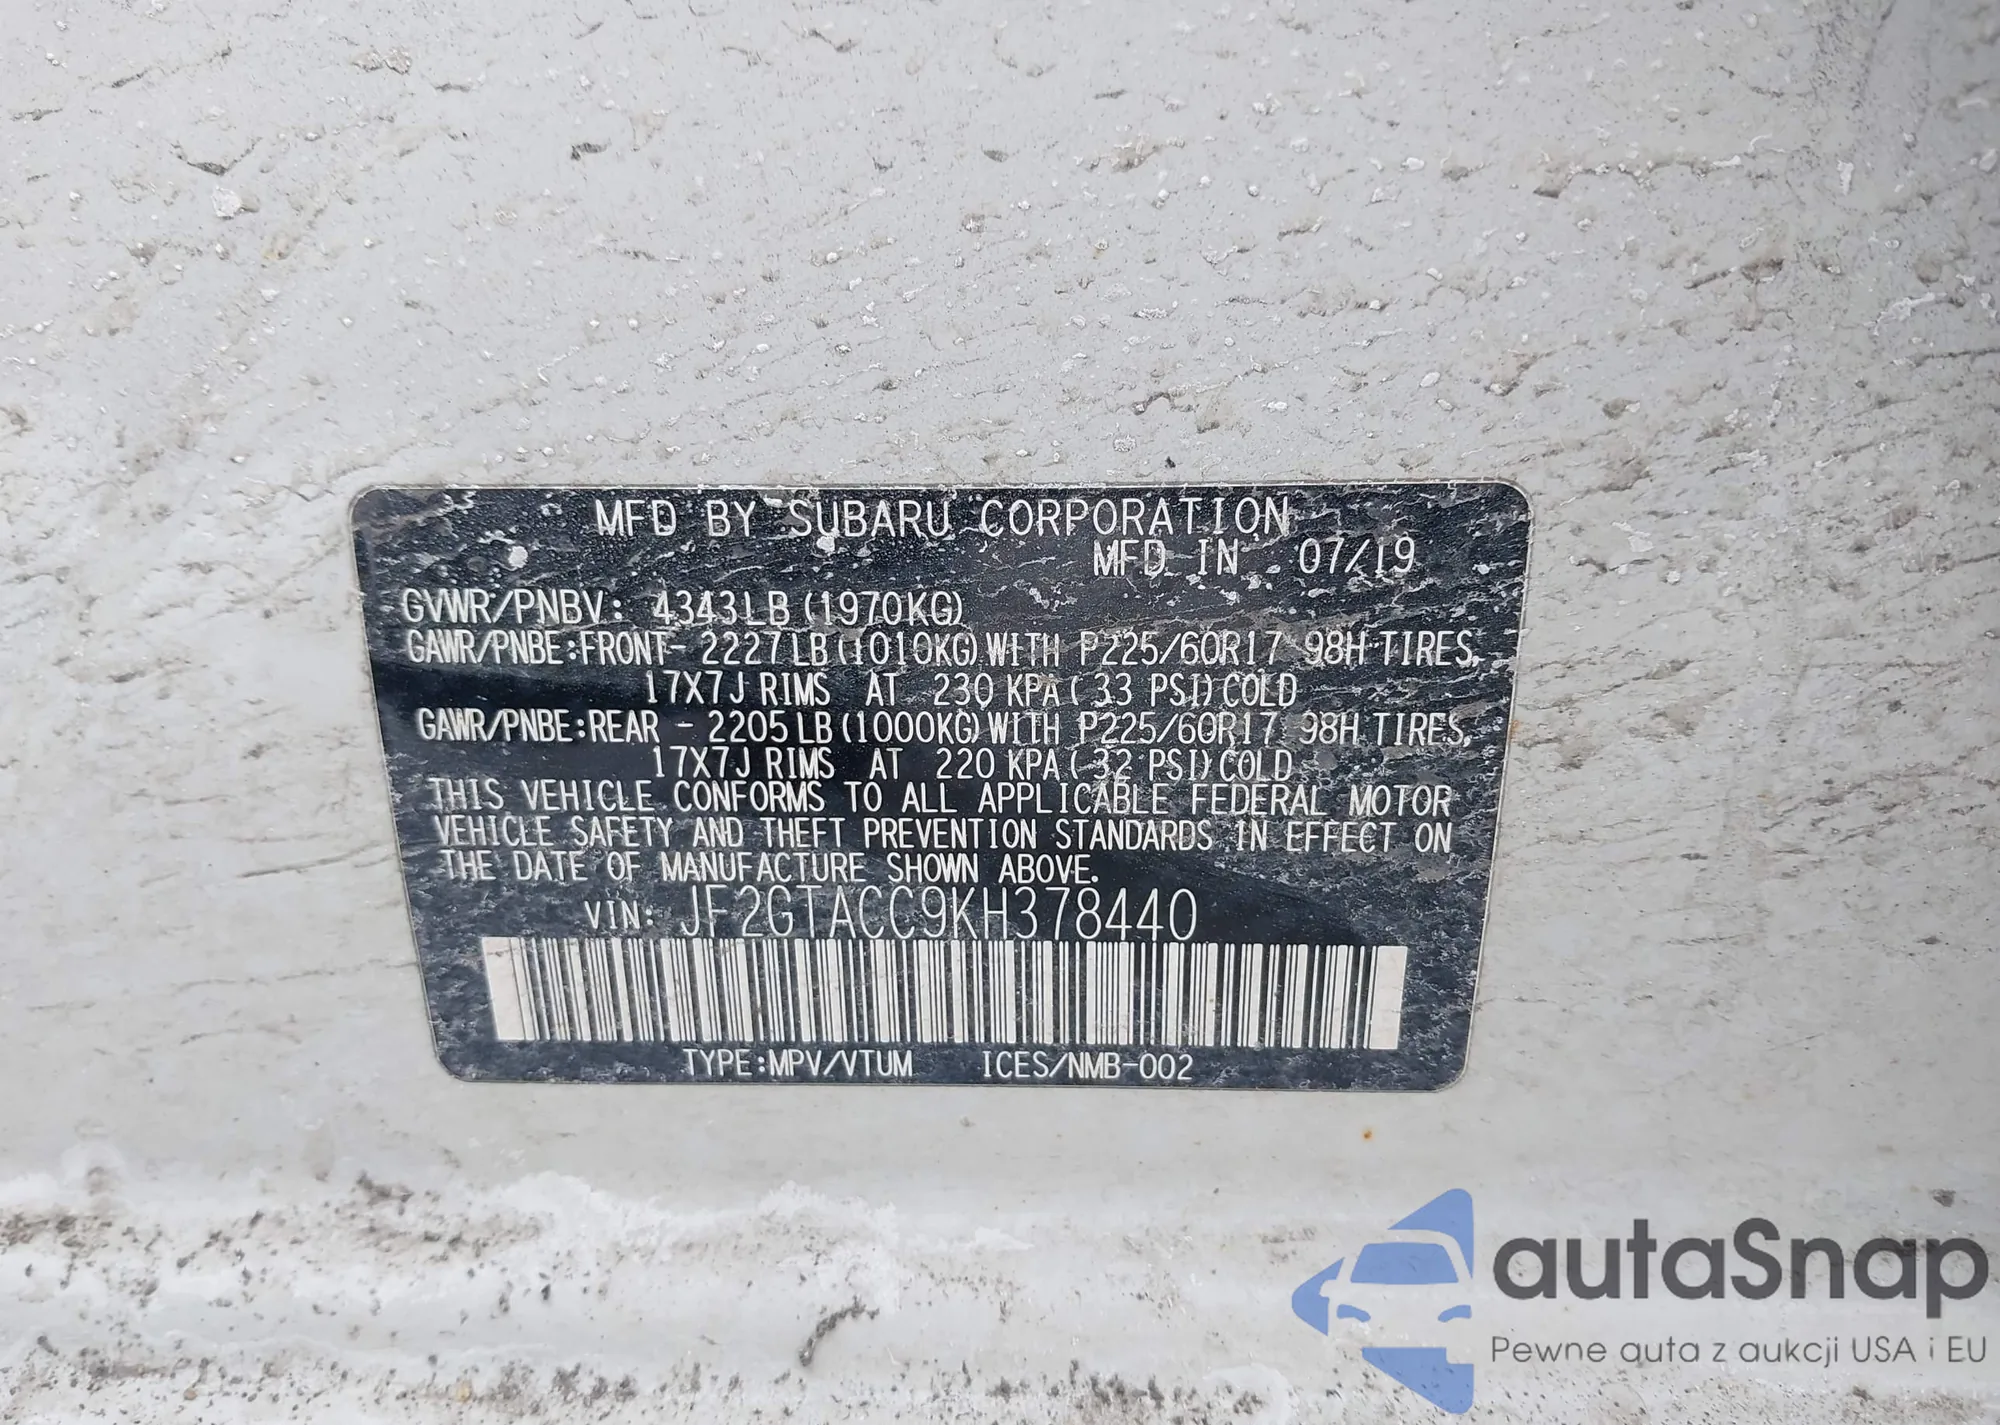 MFD BY SUBARU CORPORATION
MFD IN 07/19
GVWR/PNBV: 4343LB(1970KG)
GAWR/PNBE:FRONT- 2227LB(1010KG)WITH P225/60R17 98H TIRES,
17X7J RIMS AT 230 KPA( 33 PSI)COLD
GAWR/PNBE:REAR - 2205LB(1000KG)WITH P225/60R17 98H TIRES,
17X7J RIMS AT 220 KPA( 32 PSI)COLD
THIS VEHICLE CONFORMS TO ALL APPLICABLE FEDERAL MOTOR
VEHICLE SAFETY AND THEFT PREVENTION STANDARDS IN EFFECT ON
THE DATE OF MANUFACTURE SHOWN ABOVE.
VIN: JF2GTACC9KH378440
TYPE:MPV/VTUM ICES/NMB-002
autaSnap
Pewne auta z aukcji USA i EU